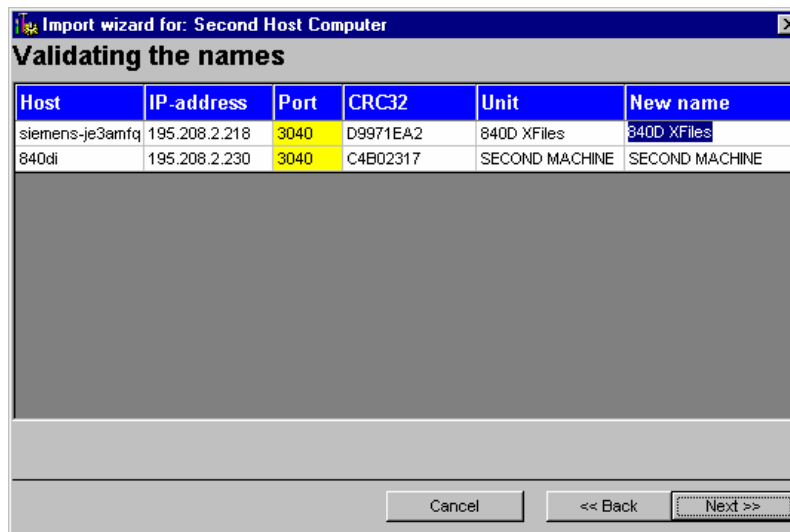 Import wizard for: Second Host Computer
Validating the names
Host IP-address Port CRC32 Unit New name
siemens-je3amfq 195.208.2.218 3040 D9971EA2 840D XFiles 840D XFiles
840di 195.208.2.230 3040 C4B02317 SECOND MACHINE SECOND MACHINE
Cancel << Back Next >>